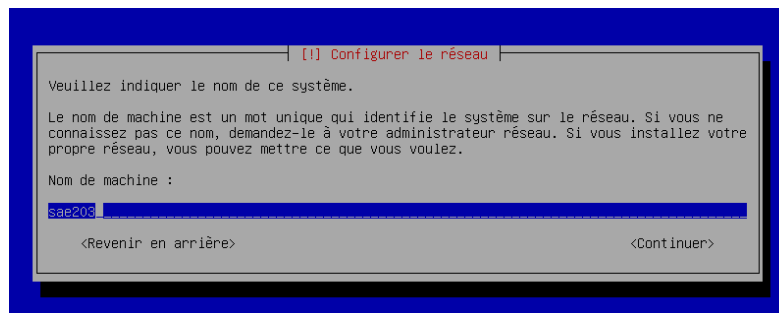 [!] Configurer le réseau
Veuillez indiquer le nom de ce système.
Le nom de machine est un mot unique qui identifie le système sur le réseau. Si vous ne
connaissez pas ce nom, demandez-le à votre administrateur réseau. Si vous installez votre
propre réseau, vous pouvez mettre ce que vous voulez.
Nom de machine :
sae203
<Revenir en arrière> <Continuer>